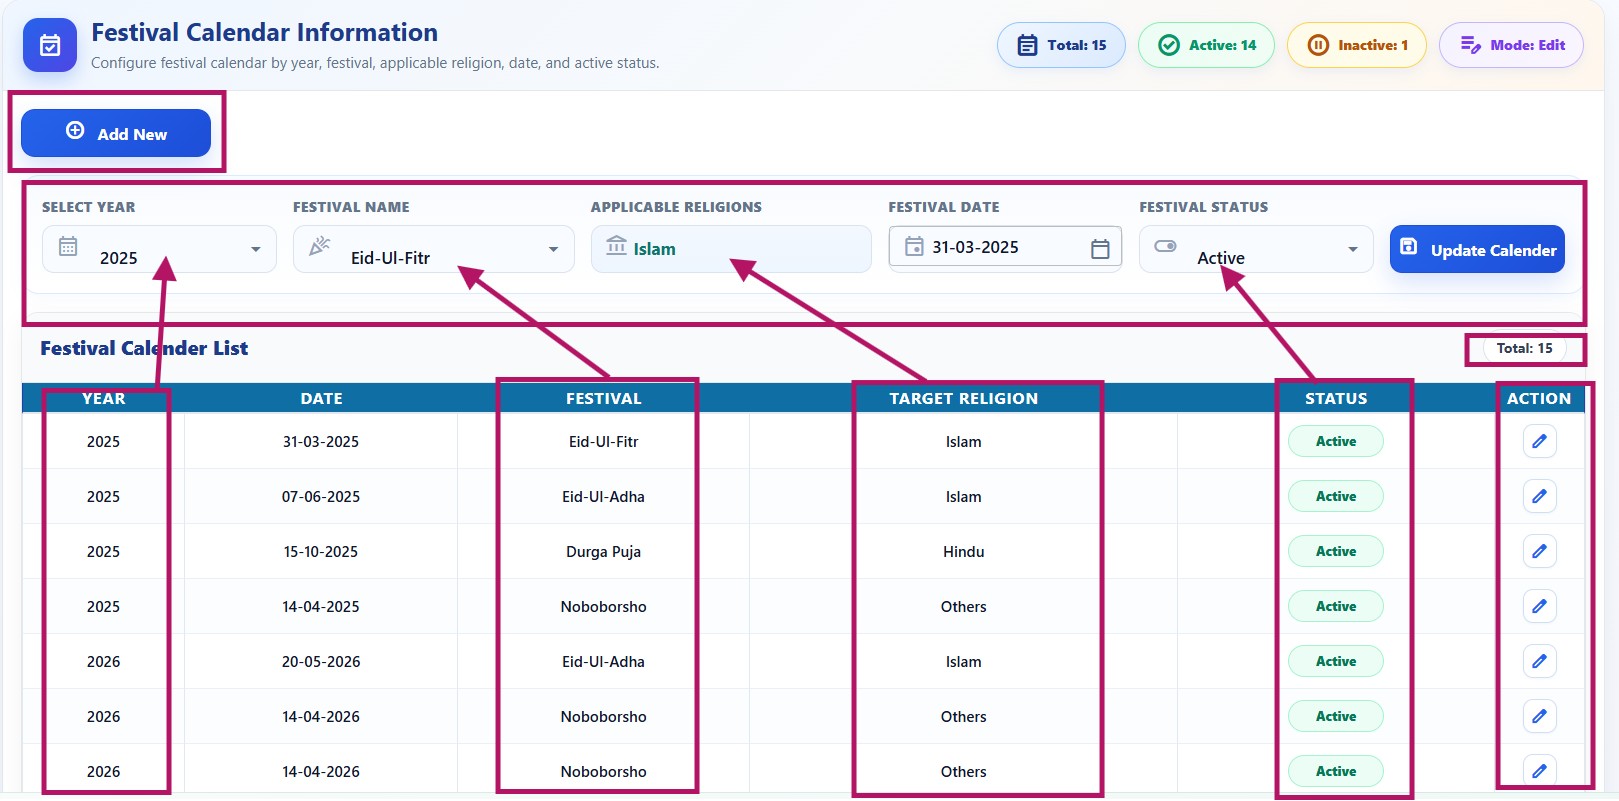 Festival Calendar Information
Configure festival calendar by year, festival, applicable religion, date, and active status.
Total: 15
Active: 14
Inactive: 1
Mode: Edit
Add New
SELECT YEAR
FESTIVAL NAME
APPLICABLE RELIGIONS
FESTIVAL DATE
FESTIVAL STATUS
2025
Eid-Ul-Fitr
Islam
31-03-2025
Active
Update Calender
Festival Calender List
Total: 15
YEAR DATE FESTIVAL TARGET RELIGION STATUS ACTION
2025 31-03-2025 Eid-Ul-Fitr Islam Active
2025 07-06-2025 Eid-Ul-Adha Islam Active
2025 15-10-2025 Durga Puja Hindu Active
2025 14-04-2025 Noboborsho Others Active
2026 20-05-2026 Eid-Ul-Adha Islam Active
2026 14-04-2026 Noboborsho Others Active
2026 14-04-2026 Noboborsho Others Active